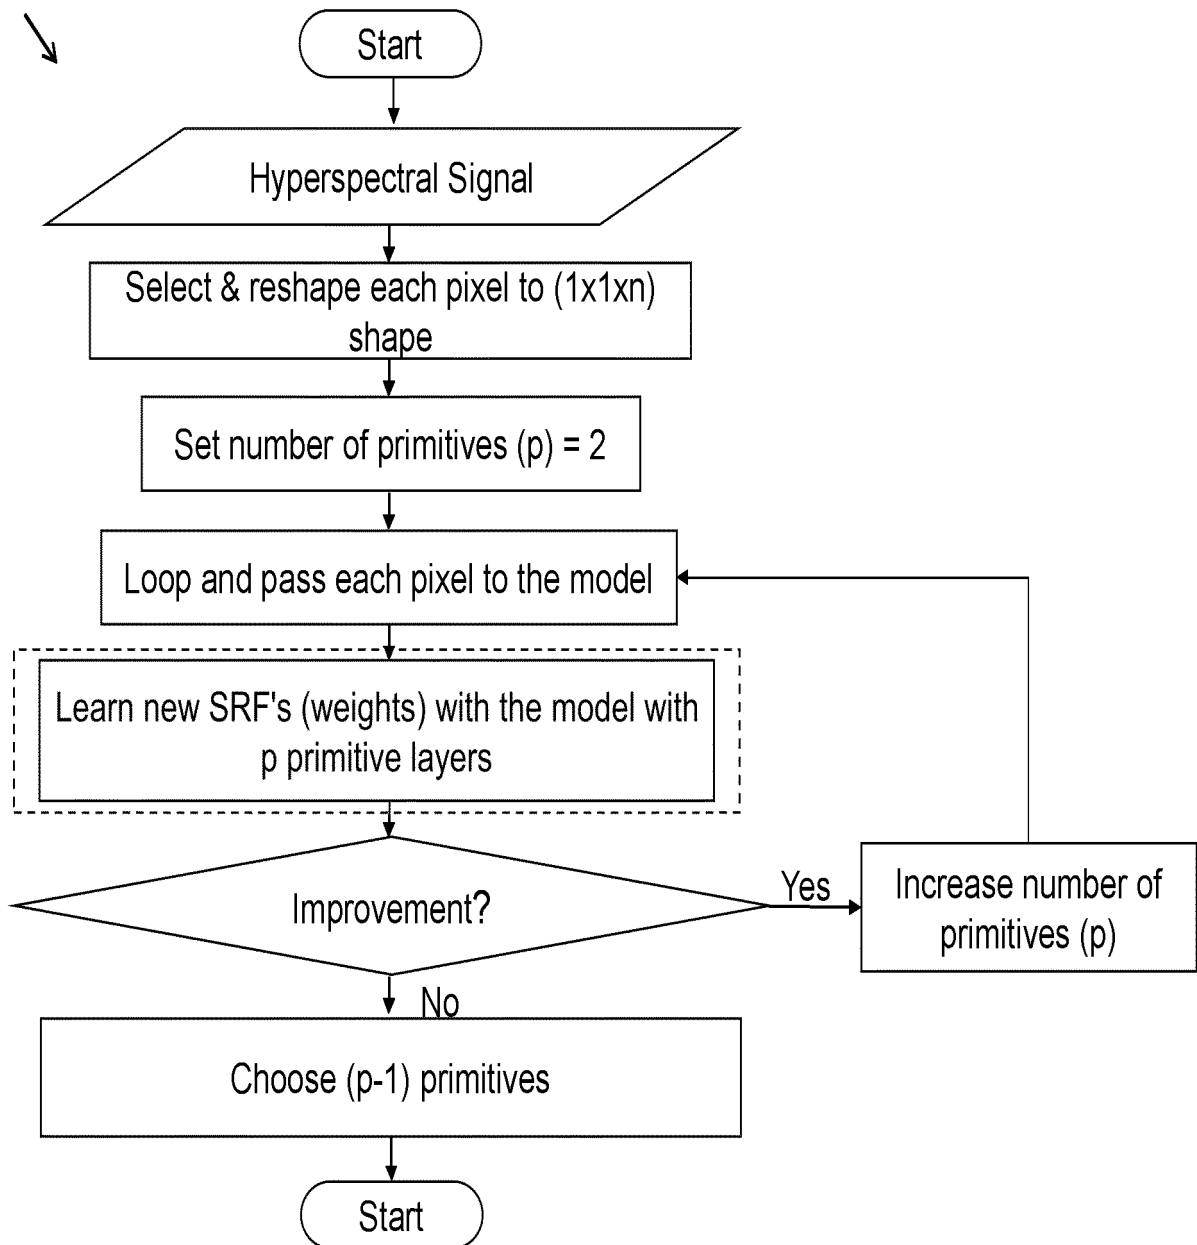 Start
Hyperspectral Signal
Select & reshape each pixel to (1x1xn)
shape
Set number of primitives (p) = 2
Loop and pass each pixel to the model
Learn new SRF's (weights) with the model with
p primitive layers
Improvement?
Yes
Increase number of
primitives (p)
No
Choose (p-1) primitives
Start